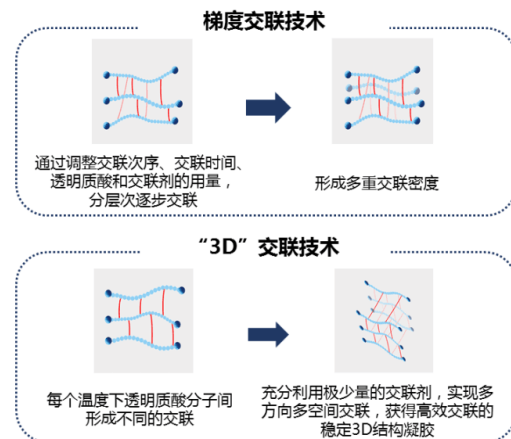 梯度交联技术
通过调整交联次序、交联时间、
透明质酸和交联剂的用量，
分层次逐步交联
形成多重交联密度
“3D”交联技术
每个温度下透明质酸分子间
形成不同的交联
充分利用极少量的交联剂，实现多
方向多空间交联，获得高效交联的
稳定3D结构凝胶